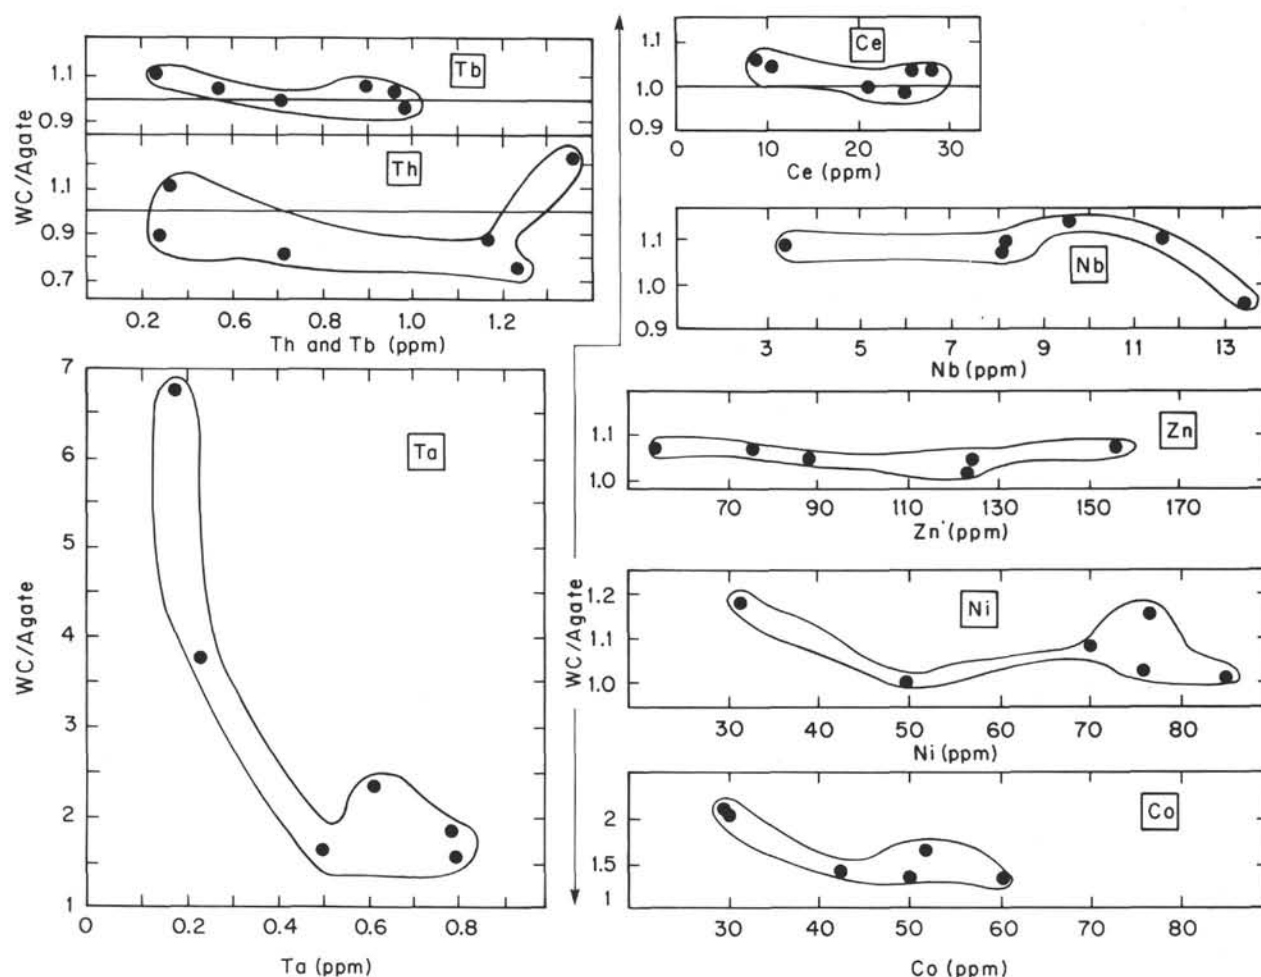 Tb
1.1
0.9
Th
1.1
0.9
0.7
WC/Agate
0.2 0.6 0.8 1.0 1.2
Th and Tb (ppm)
Ce
1.1
1.0
0.9
0 10 20 30
Ce (ppm)
Nb
1.1
1.0
0.9
3 5 7 9 11 13
Nb (ppm)
Zn
1.1
1.0
70 90 110 130 150 170
Zn (ppm)
Ni
1.2
1.1
1.0
30 40 50 60 70 80
Ni (ppm)
Co
2
1.5
1
30 40 50 60 70 80
Co (ppm)
WC/Agate
Ta
7
6
5
4
3
2
1
WC/Agate
0 0.2 0.4 0.6 0.8
Ta (ppm)